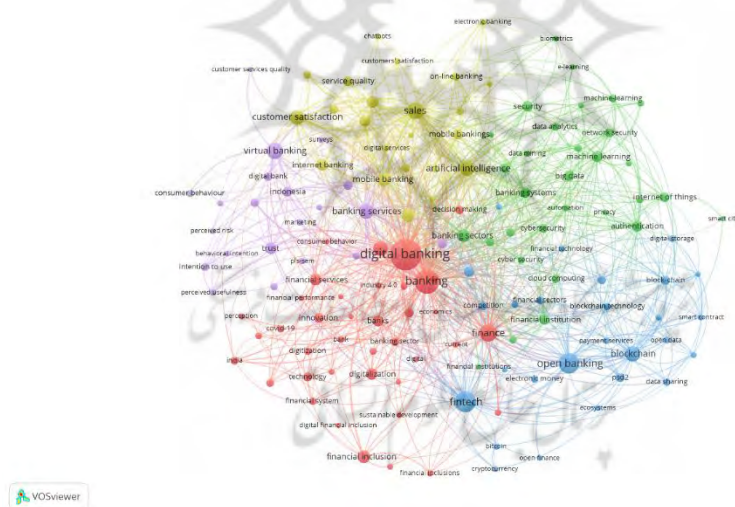 electronic banking
chatbots
biometrics
customers' satisfaction
e-learning
customer services quality
on-line banking
service quality
machine-learning
sales
security
customer satisfaction
data analytics
network security
mobile bankings
surveys
digital services
virtual banking
data mining
machine learning
internet banking
artificial intelligence
big data
digital bank
mobile banking
consumer behaviour
indonesia
banking systems
internet of things
decision making
automation
privacy
banking services
smart city
perceived risk
marketing
cybersecurity
authentication
banking sectors
consumer behavior
digital storage
behavioral intention
trust
financial technology
digital banking
pls-sem
cyber security
intention to use
financial services
cloud computing
block-chain
banking
industry 4.0
perceived usefulness
financial performance
financial sectors
competition
blockchain technology
economics
perception
innovation
banks
financial institution
smart contract
covid-19
finance
bank
banking sector
payment services
open data
digitization
current
india
digital
blockchain
open banking
financial institutions
technology
digitalization
electronic money
psd2
data sharing
financial system
fintech
ecosystems
sustainable development
digital financial inclusion
bitcoin
financial inclusion
open finance
cryptocurrency
financial inclusions
VOSviewer